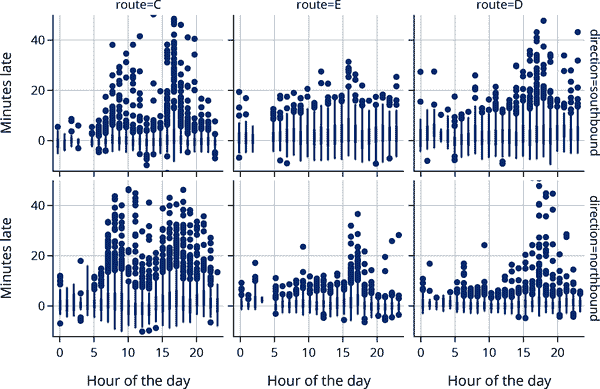 route=C route=E route=D
40
20
0
Minutes late
direction=southbound
40
20
0
Minutes late
direction=northbound
0 5 10 15 20 0 5 10 15 20 0 5 10 15 20
Hour of the day Hour of the day Hour of the day